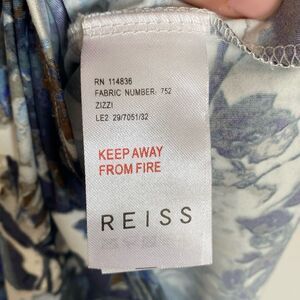 RN 114836
FABRIC NUMBER: 752
ZIZZI
LE2 29/7051/32
KEEP AWAY
FROM FIRE
REISS